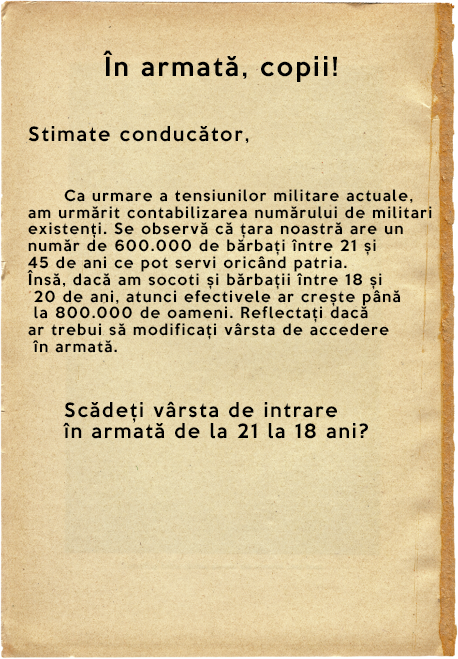 În armată, copii!
Stimate conducător,
Ca urmare a tensiunilor militare actuale,
am urmărit contabilizarea numărului de militari
existenți. Se observă că țara noastră are un
număr de 600.000 de bărbați între 21 și
45 de ani ce pot servi oricând patria.
Însă, dacă am socoti și bărbații între 18 și
20 de ani, atunci efectivele ar crește până
la 800.000 de oameni. Reflectați dacă
ar trebui să modificați vârsta de accedere
în armată.
Scădeți vârsta de intrare
în armată de la 21 la 18 ani?